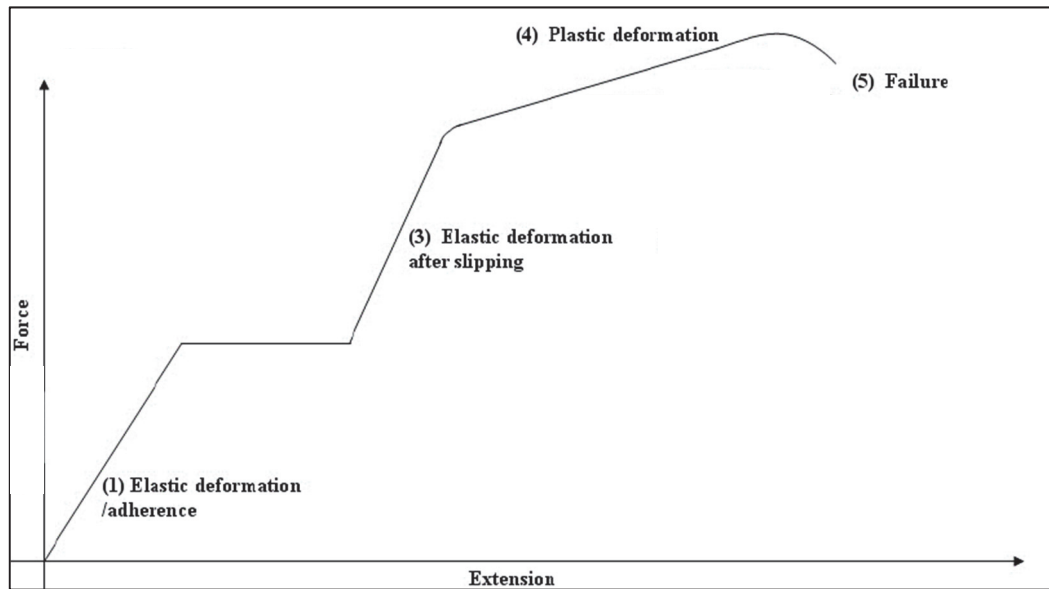 (4) Plastic deformation
(5) Failure
(3) Elastic deformation
after slipping
Force
(1) Elastic deformation
/adherence
Extension